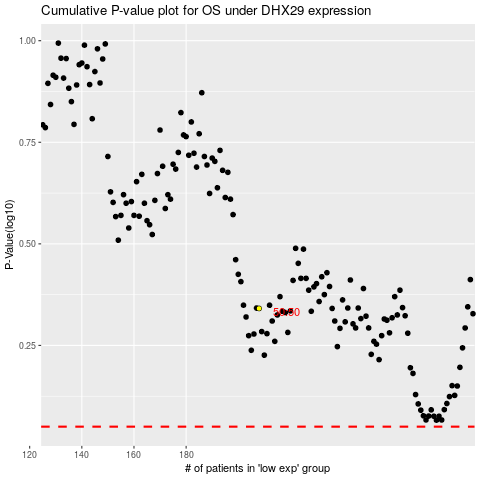 Cumulative P-value plot for OS under DHX29 expression
P-Value(log10)
1.00
0.75
0.50
0.25
120 140 160 180
# of patients in 'low exp' group